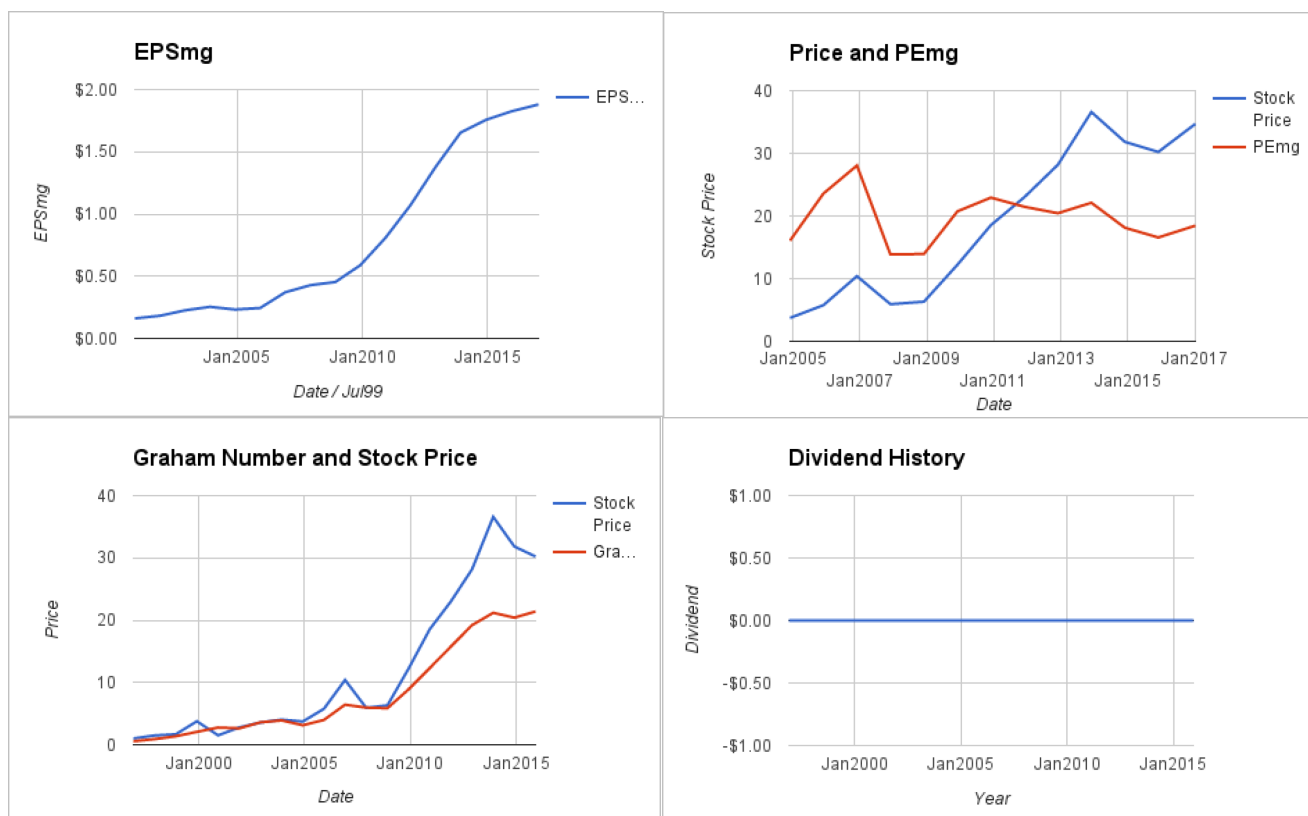 EPSmg
$2.00
$1.50
$1.00
$0.50
$0.00
EPSmg
Jan2005
Jan2010
Jan2015
Date / Jul99
EPS…
Price and PEmg
40
30
20
10
0
Stock Price
Jan2005
Jan2009
Jan2013
Jan2017
Jan2007
Jan2011
Jan2015
Date
Stock
Price
PEmg
Graham Number and Stock Price
40
30
20
10
0
Price
Jan2000
Jan2005
Jan2010
Jan2015
Date
Stock
Price
Gra…
Dividend History
$1.00
$0.50
$0.00
-$0.50
-$1.00
Dividend
Jan2000
Jan2005
Jan2010
Jan2015
Year